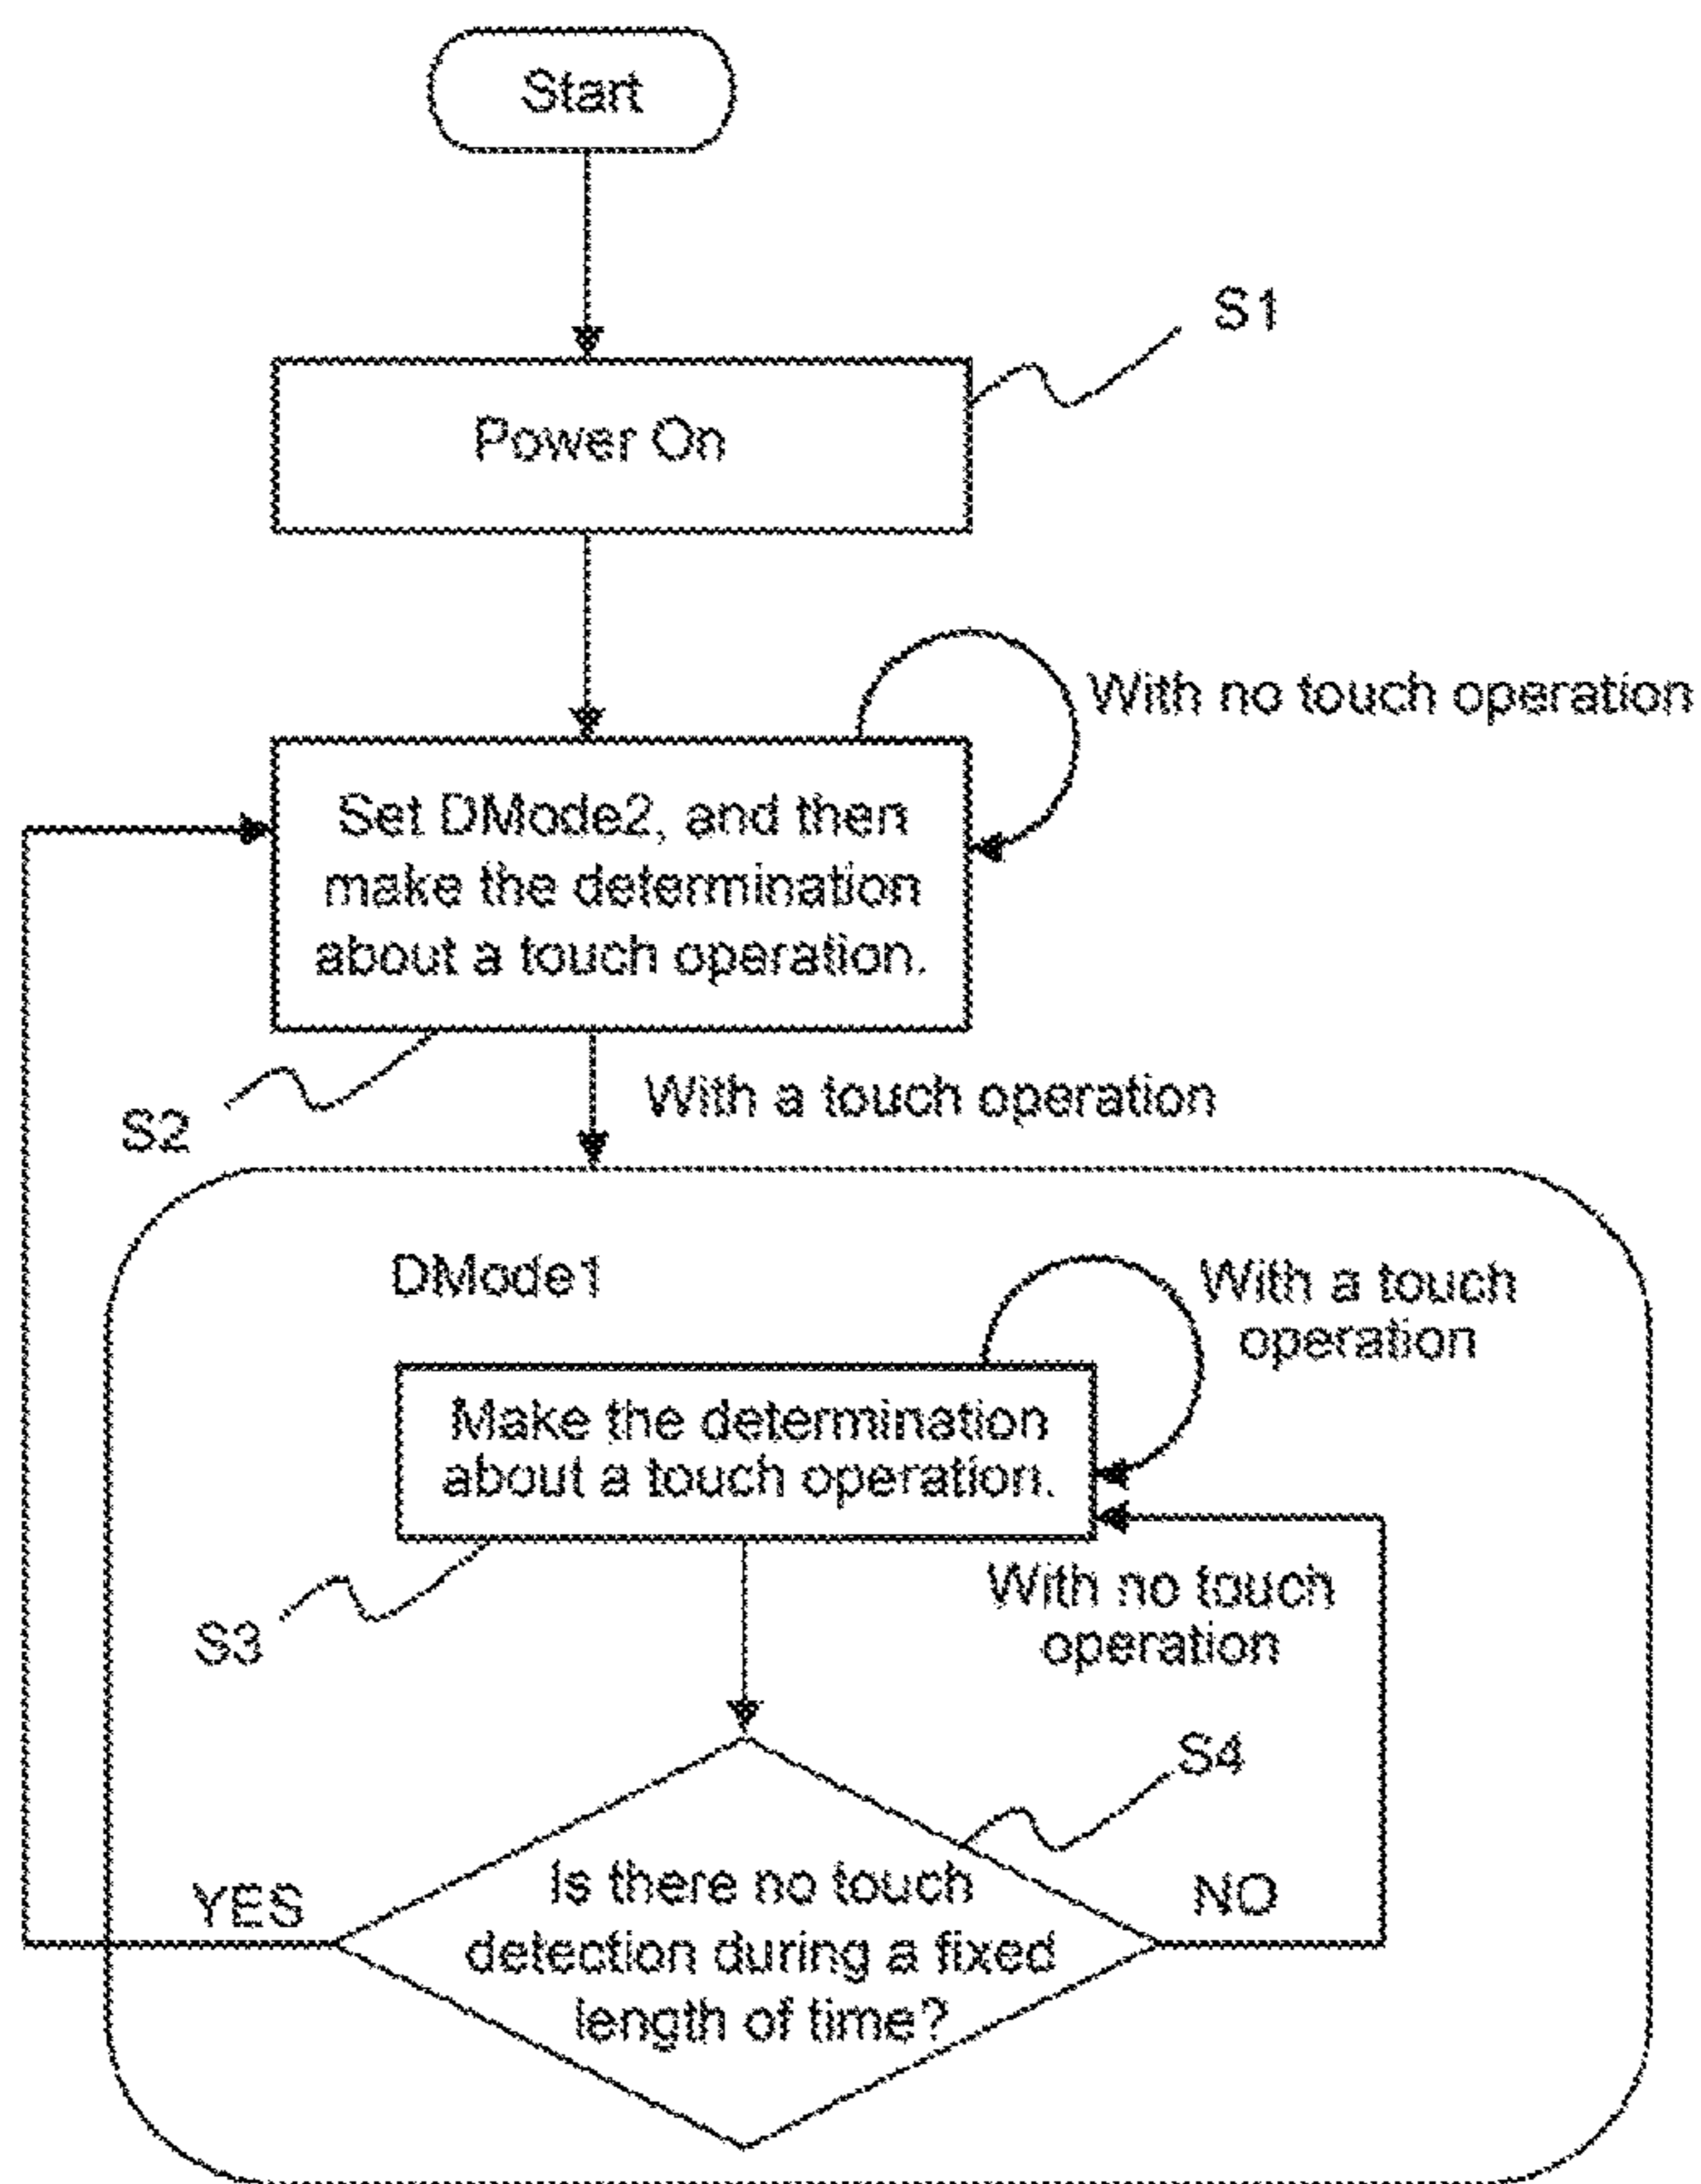 Start
S1
Power On
With no touch operation
Set DMode2, and then
make the determination
about a touch operation.
With a touch operation
S2
DMode1
With a touch
operation
Make the determination
about a touch operation.
With no touch
operation
S3
S4
YES
Is there no touch
detection during a fixed
length of time?
NO